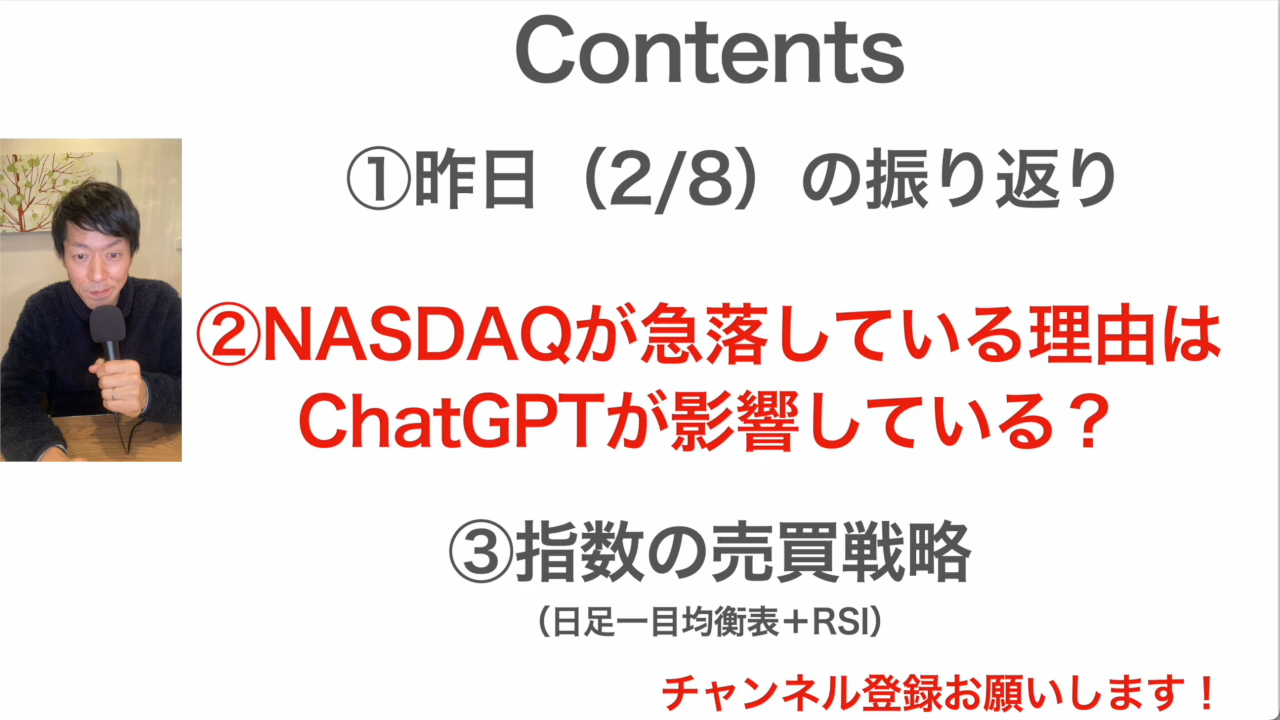 Contents
①昨日（2/8）の振り返り
②NASDAQが急落している理由は
ChatGPTが影響している？
③指数の売買戦略
（日足一目均衡表＋RSI）
チャンネル登録お願いします！